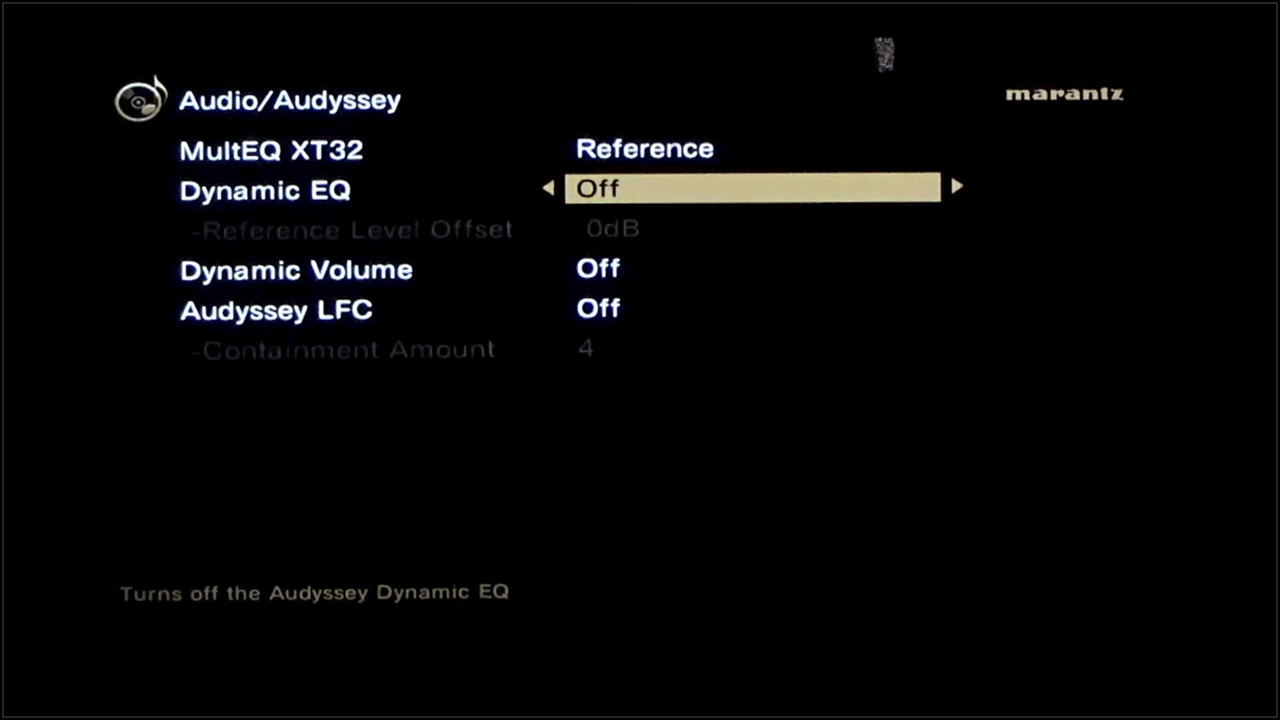 Audio/Audyssey
marantz
MultEQ XT32 Reference
Dynamic EQ Off
-Reference Level Offset 0dB
Dynamic Volume Off
Audyssey LFC Off
-Containment Amount 4
Turns off the Audyssey Dynamic EQ